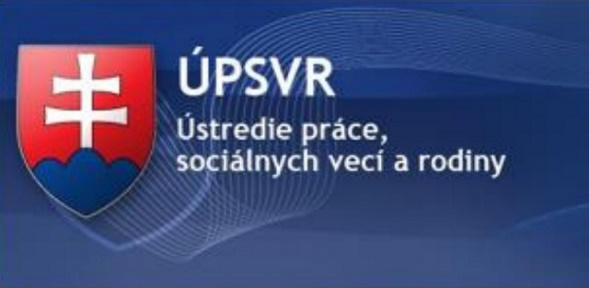 ÚPSVR
Ústredie práce,
sociálnych vecí a rodiny